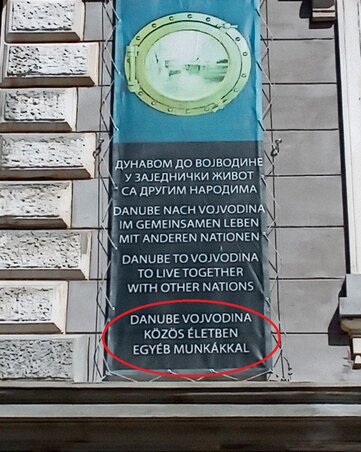 ДУНАВОМ ДО ВОЈВОДИНЕ
У ЗАЈЕДНИЧКИ ЖИВОТ
СА ДРУГИМ НАРОДИМА
DANUBE NACH VOJVODINA
IM GEMEINSAMEN LEBEN
MIT ANDEREN NATIONEN
DANUBE TO VOJVODINA
TO LIVE TOGETHER
WITH OTHER NATIONS
DANUBE VOJVODINA
KÖZÖS ÉLETBEN
EGYÉB MUNKÁKKAL